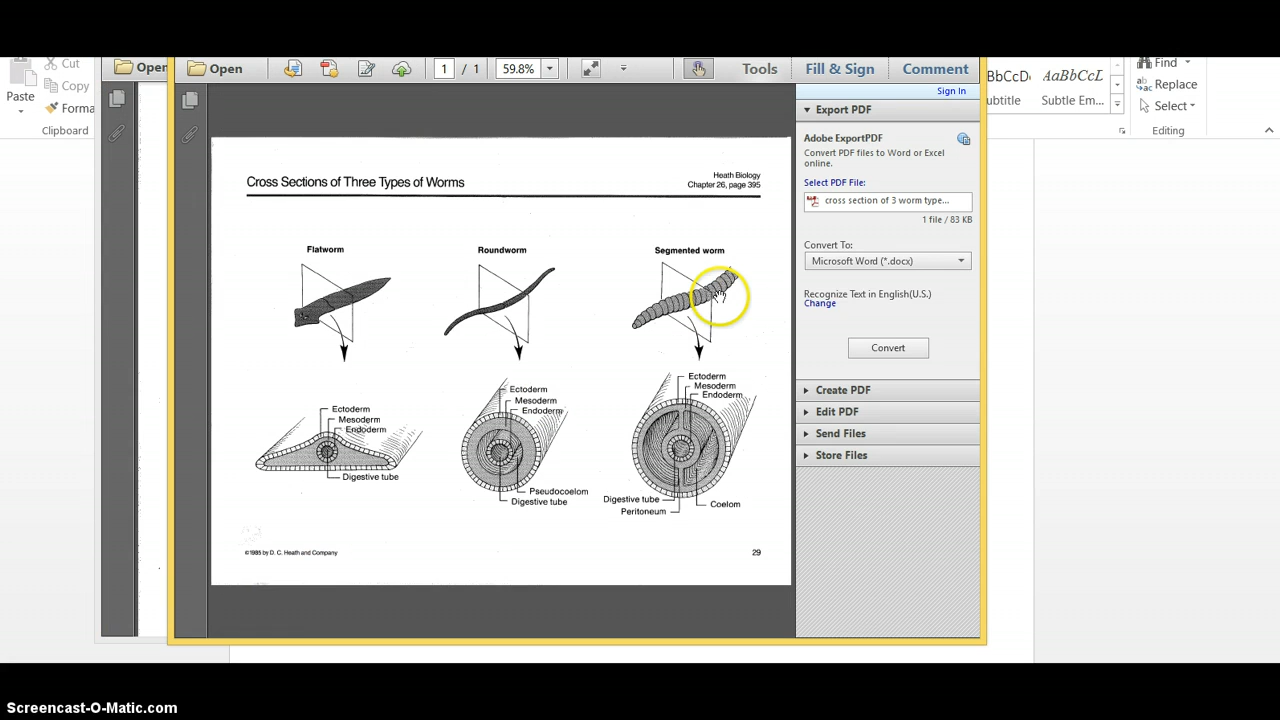 Cut
Copy
Forma
Paste
Clipboard
Open
Open
1 / 1
59.8%
Tools
Fill & Sign
Comment
BbCcD
AaBbCcL
ubtitle
Subtle Em...
Find
Replace
Select
Editing
Sign In
Export PDF
Adobe ExportPDF
Convert PDF files to Word or Excel
online.
Select PDF File:
cross section of 3 worm type...
1 file / 83 KB
Convert To:
Microsoft Word (*.docx)
Recognize Text in English(U.S.)
Change
Convert
Create PDF
Edit PDF
Send Files
Store Files
Cross Sections of Three Types of Worms
Heath Biology
Chapter 26, page 395
Flatworm
Roundworm
Segmented worm
Ectoderm
Mesoderm
Endoderm
Digestive tube
Ectoderm
Mesoderm
Endoderm
Pseudocoelom
Digestive tube
Ectoderm
Mesoderm
Endoderm
Digestive tube
Peritoneum
Coelom
©1985 by D. C. Heath and Company
29
Screencast-O-Matic.com